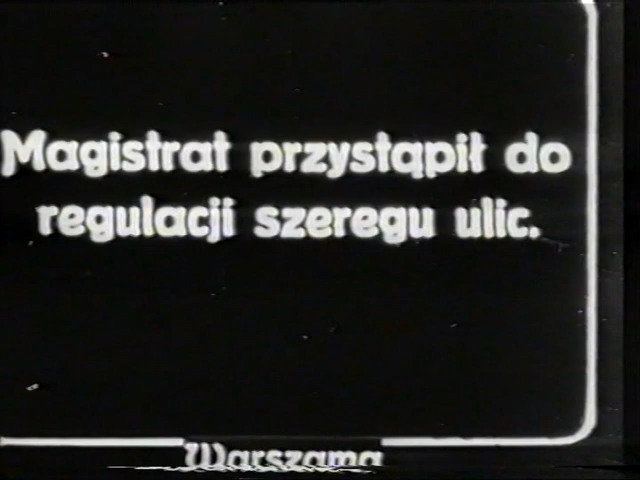 Magistrat przystąpił do
regulacji szeregu ulic.
Warszawa